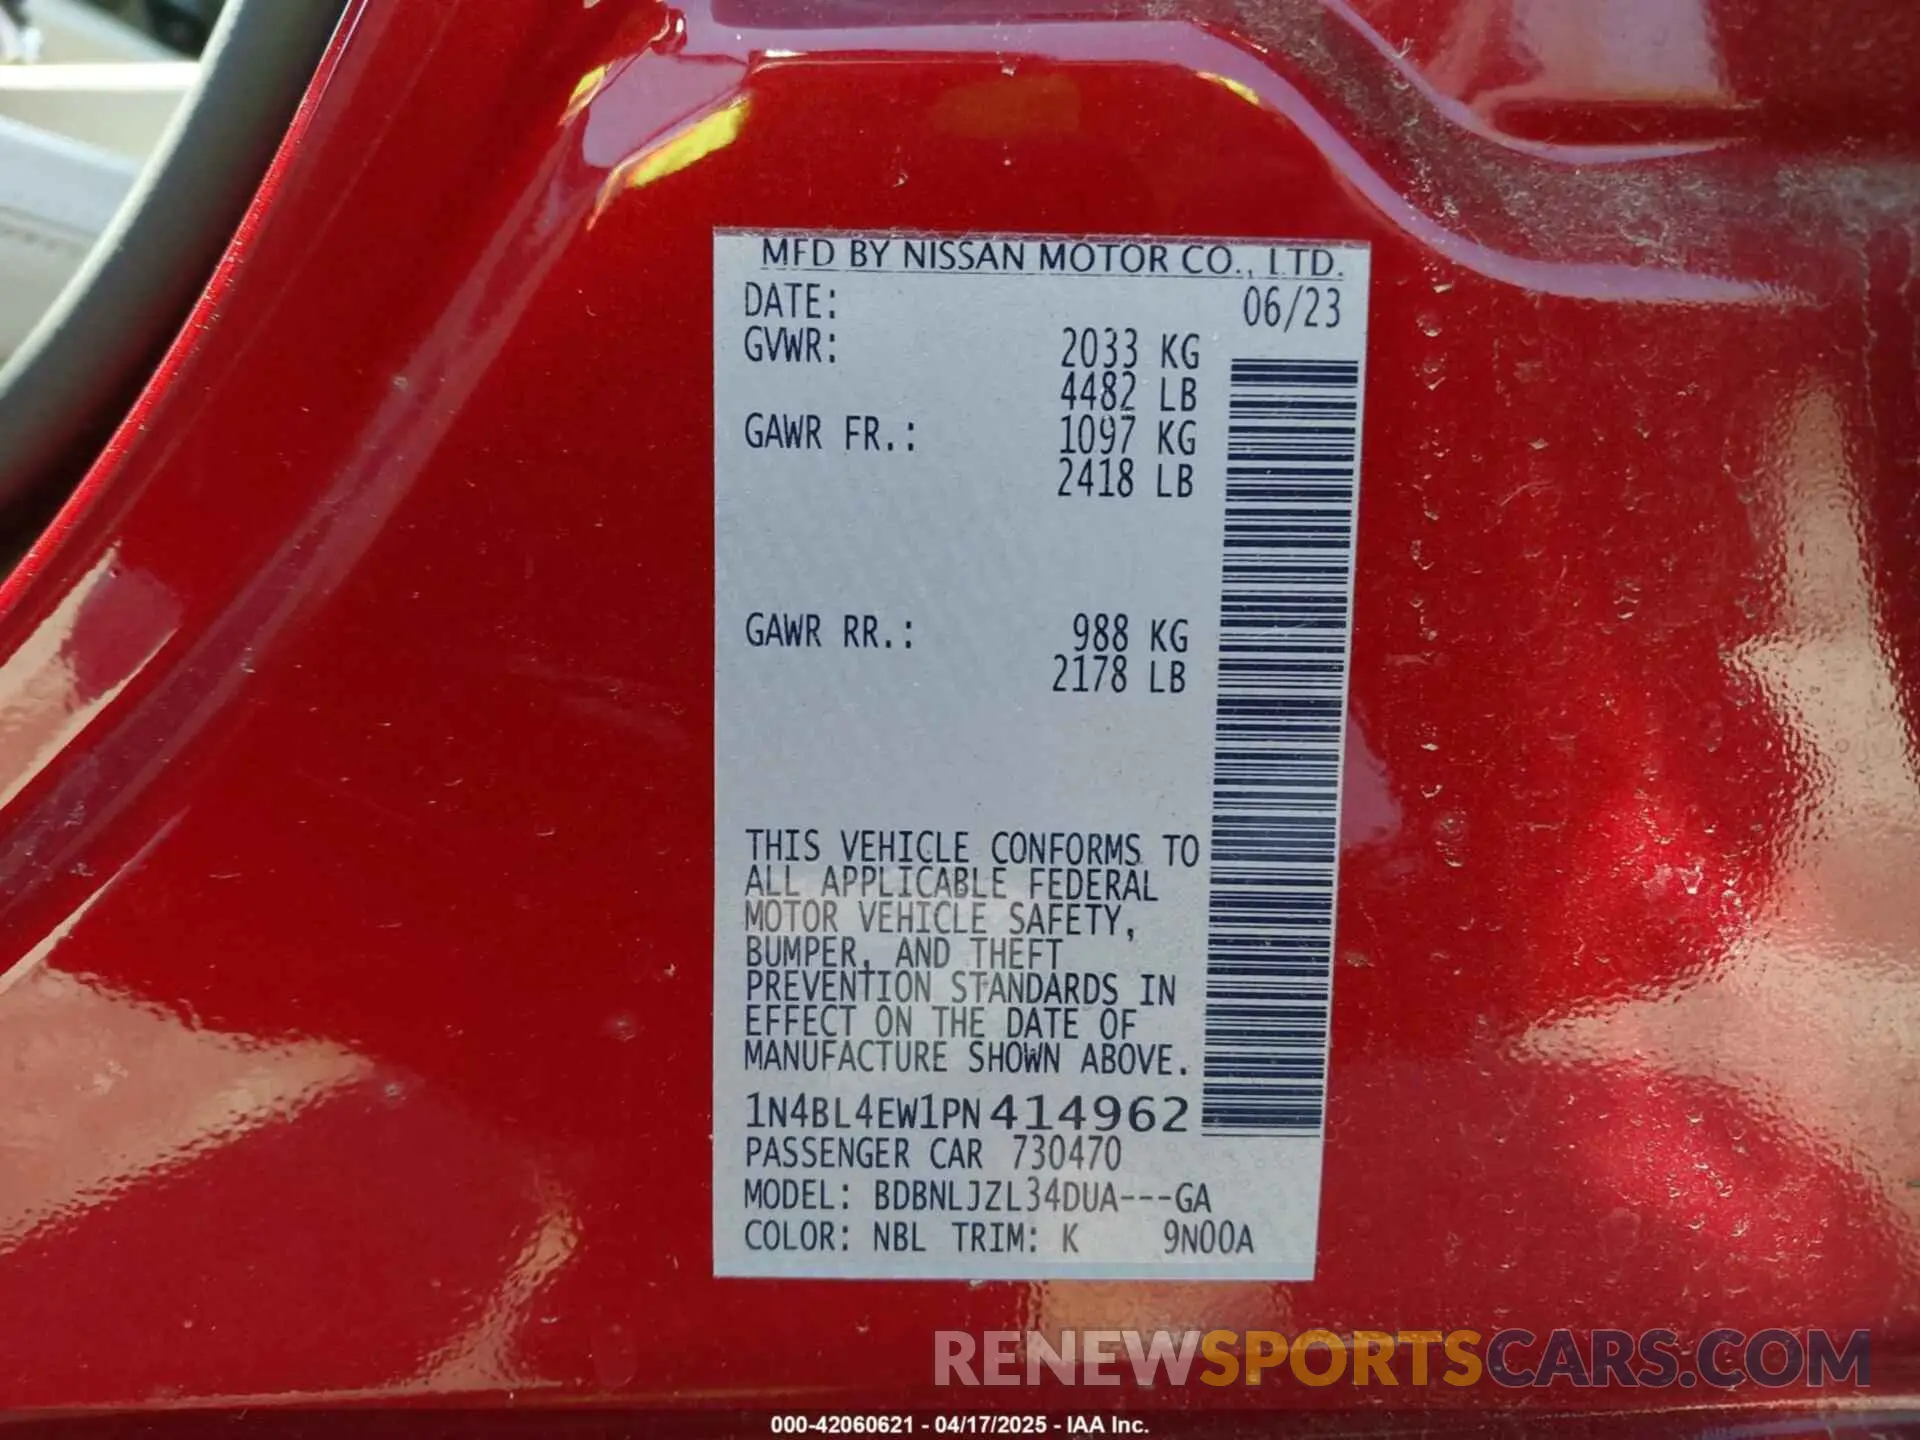 MFD BY NISSAN MOTOR CO., LTD.
DATE: 06/23
GVWR: 2033 KG
4482 LB
GAWR FR.: 1097 KG
2418 LB
GAWR RR.: 988 KG
2178 LB
THIS VEHICLE CONFORMS TO
ALL APPLICABLE FEDERAL
MOTOR VEHICLE SAFETY,
BUMPER, AND THEFT
PREVENTION STANDARDS IN
EFFECT ON THE DATE OF
MANUFACTURE SHOWN ABOVE.
1N4BL4EW1PN414962
PASSENGER CAR 730470
MODEL: BDBNLJZL34DUA---GA
COLOR: NBL TRIM: K 9N00A
RENEWSPORTSCARS.COM
000-42060621 - 04/17/2025 - IAA Inc.